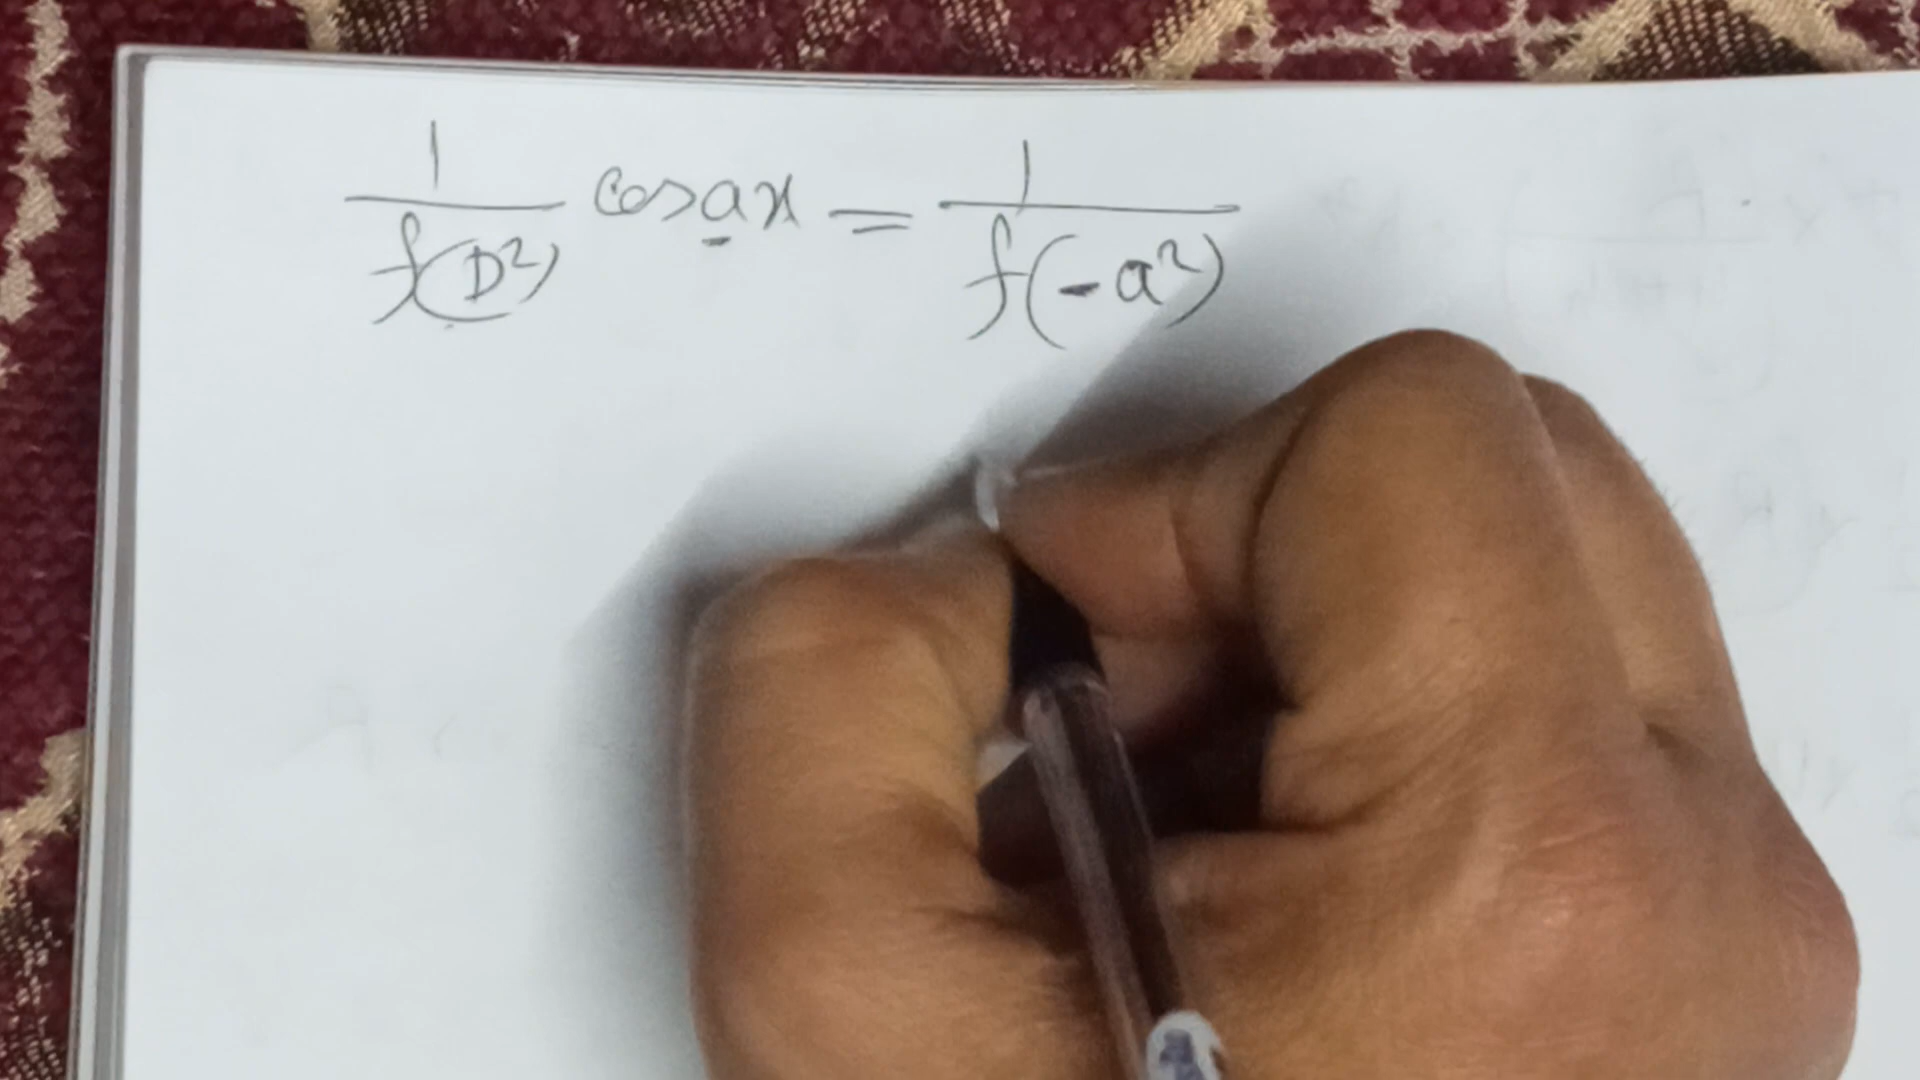 1/f(D²) cos ax = 1/f(-a²)